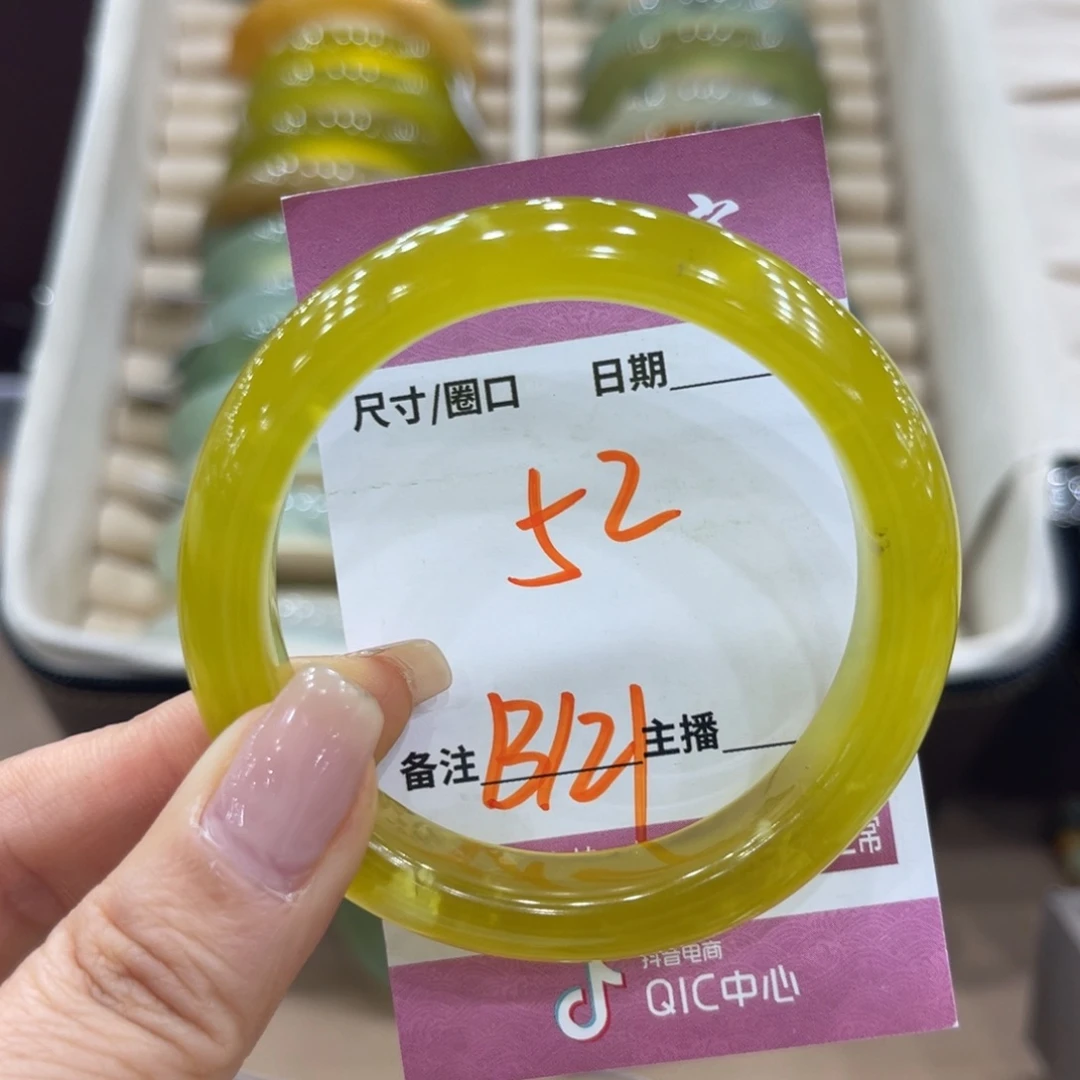 尺寸/圈口 日期
52
备注 B121 主播
常
抖音电商
QIC中心